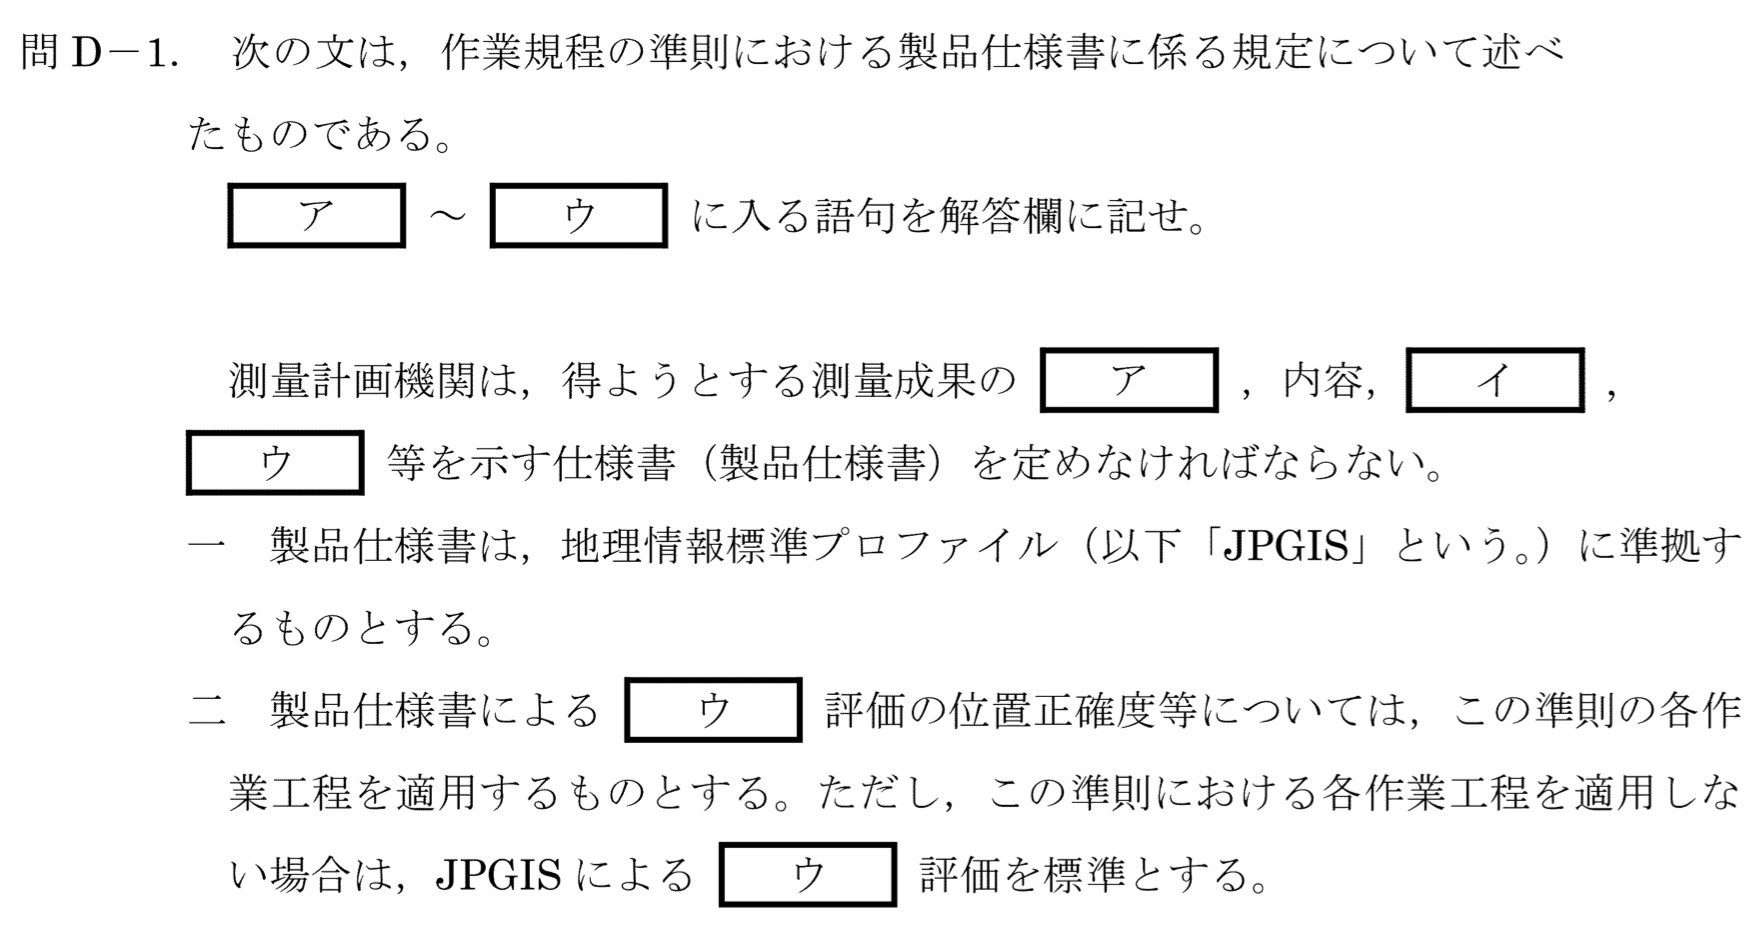 問 D－1.　次の文は，作業規程の準則における製品仕様書に係る規定について述べ
たものである。
ア ～ ウ に入る語句を解答欄に記せ。
測量計画機関は，得ようとする測量成果の ア ，内容， イ ，
ウ 等を示す仕様書（製品仕様書）を定めなければならない。
一　製品仕様書は，地理情報標準プロファイル（以下「JPGIS」という。）に準拠す
るものとする。
二　製品仕様書による ウ 評価の位置正確度等については，この準則の各作
業工程を適用するものとする。ただし，この準則における各作業工程を適用しな
い場合は，JPGIS による ウ 評価を標準とする。